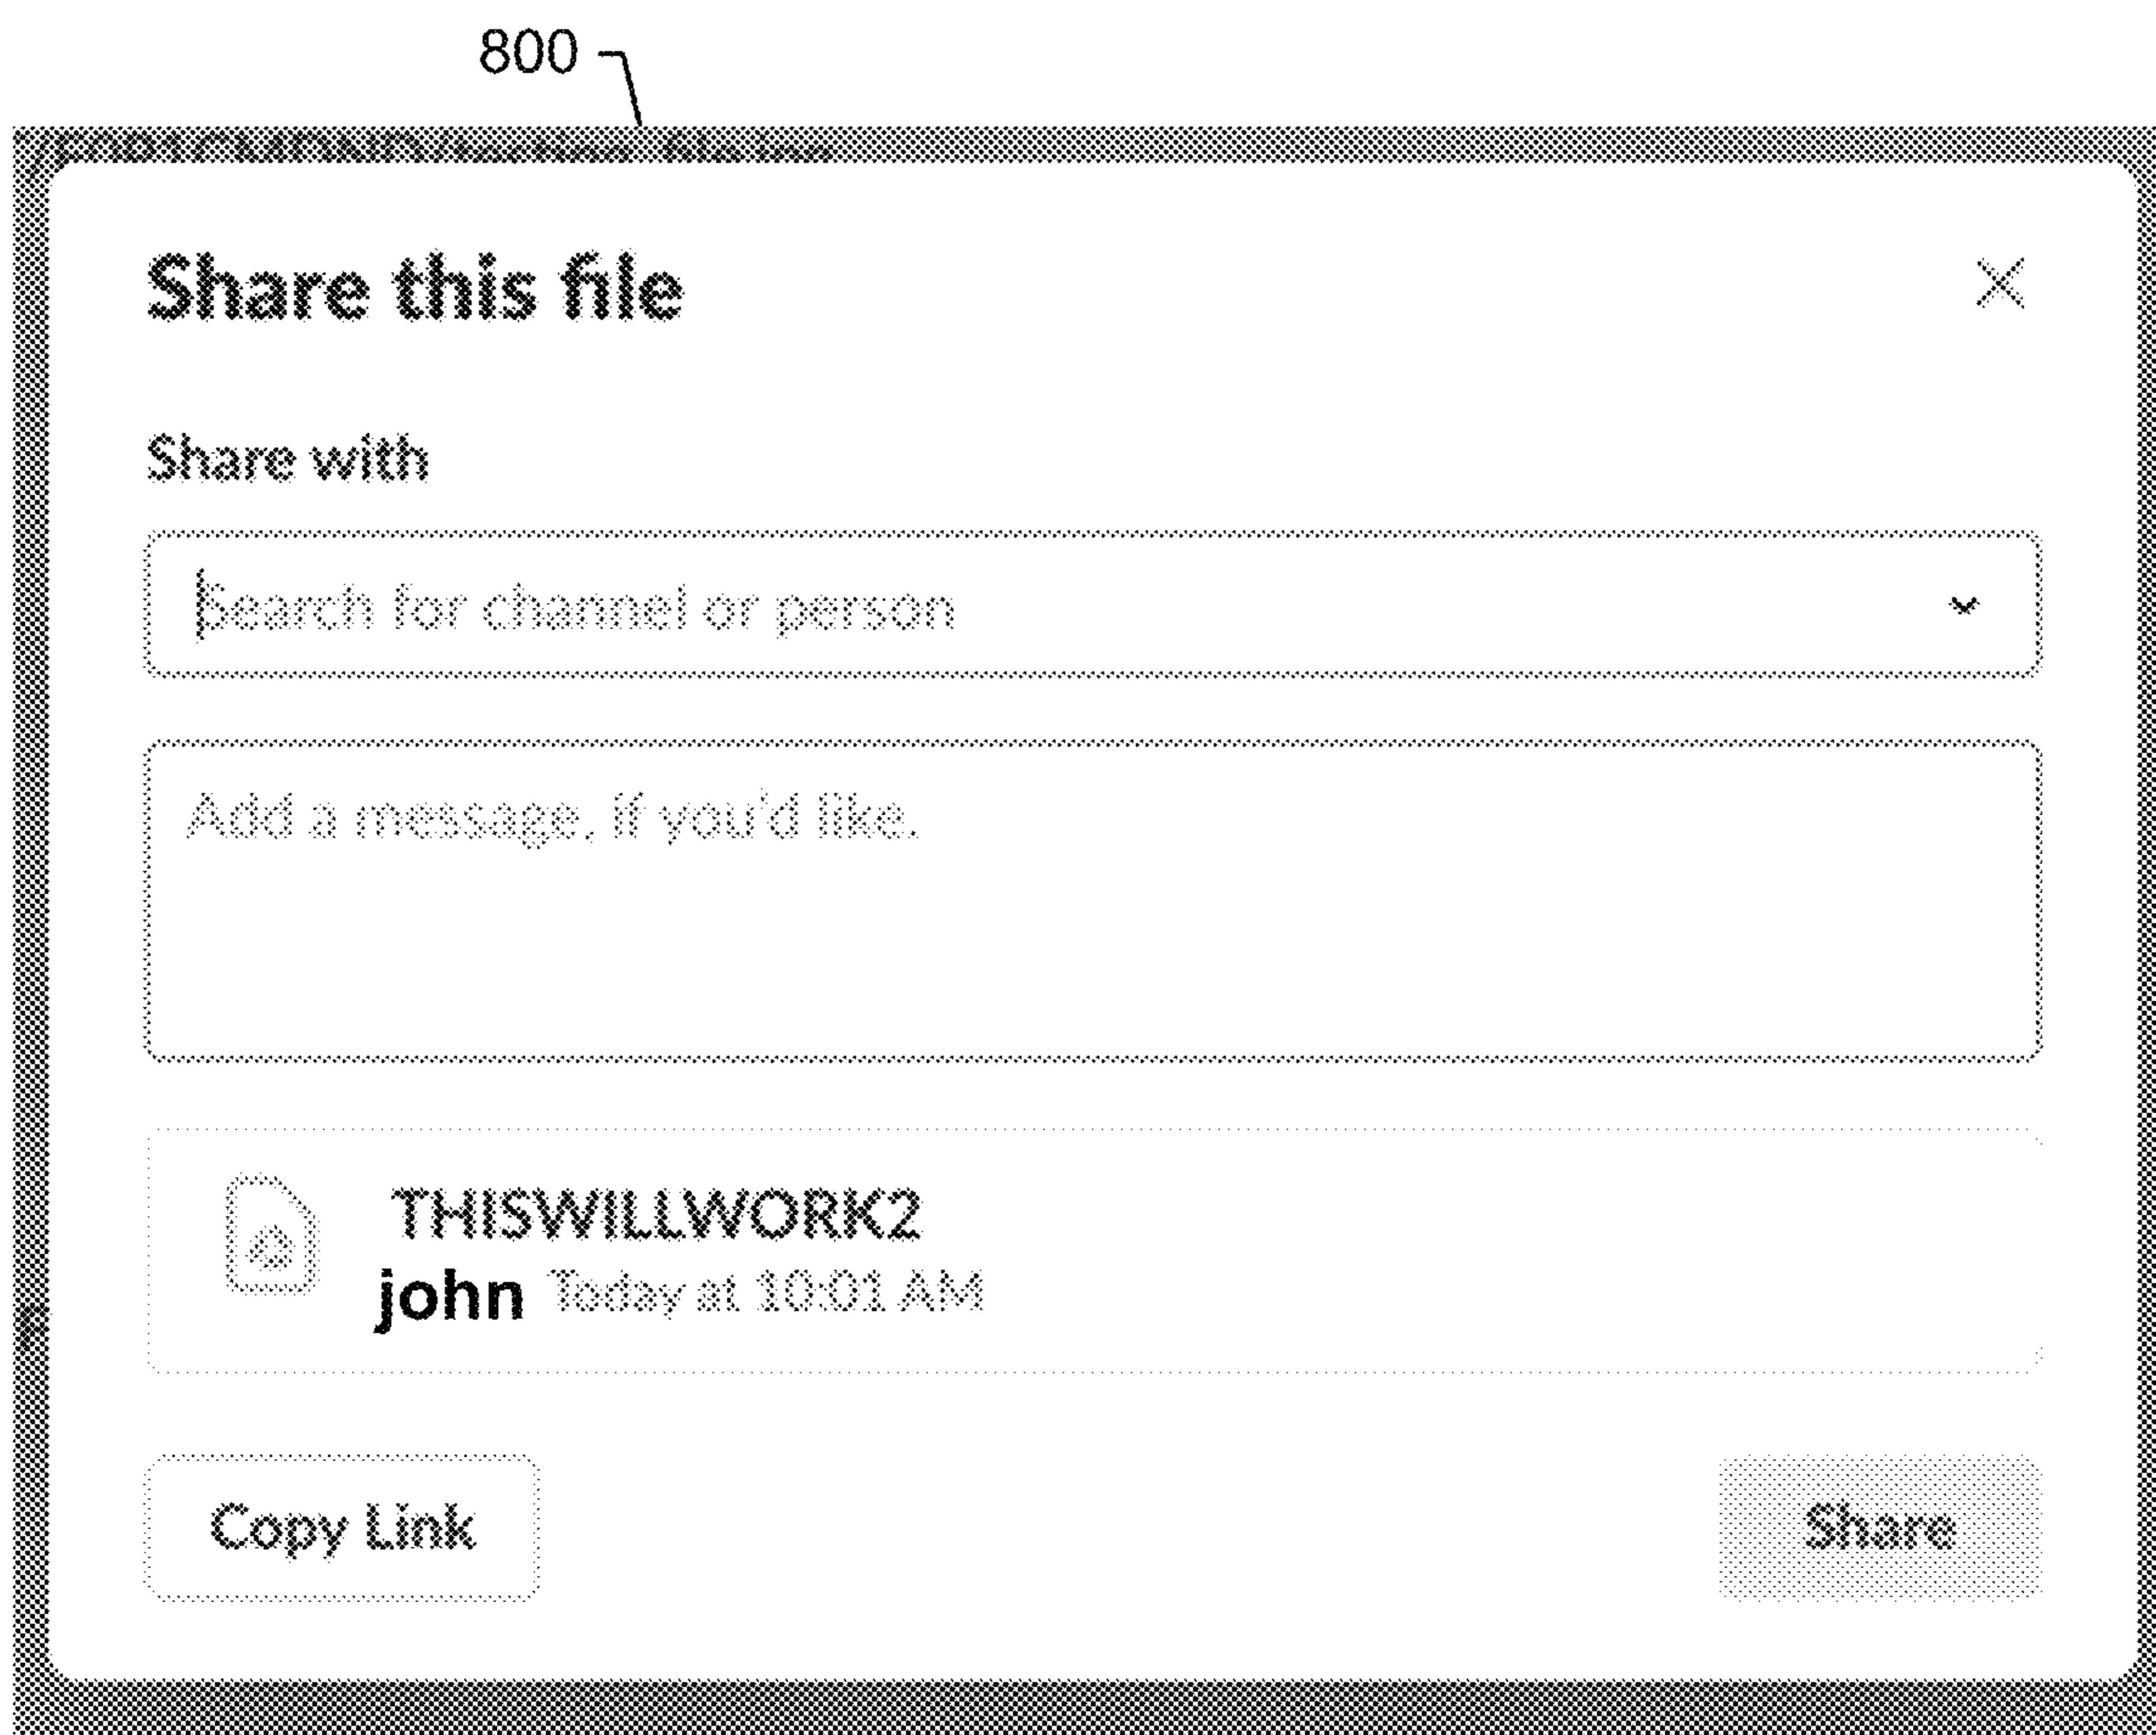 800
Share this file
Share with
Search for channel or person
Add a message, if you'd like.
THISWILLWORK2
john Today at 10:01 AM
Copy Link
Share